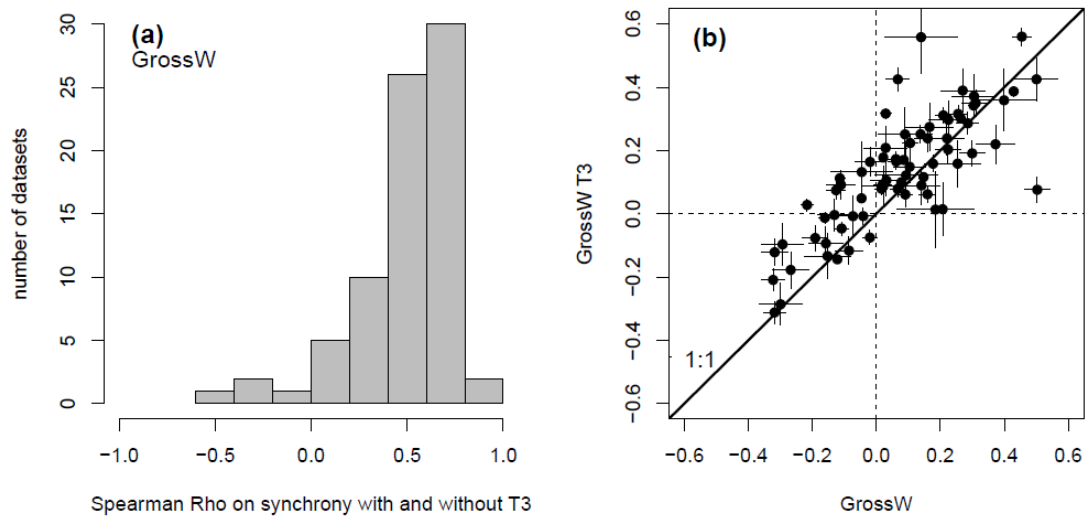 (a)
GrossW
number of datasets
30
25
20
15
10
5
0
−1.0 −0.5 0.0 0.5 1.0
Spearman Rho on synchrony with and without T3
(b)
GrossW T3
0.6
0.4
0.2
0.0
−0.2
−0.4
−0.6
1:1
−0.6 −0.4 −0.2 0.0 0.2 0.4 0.6
GrossW